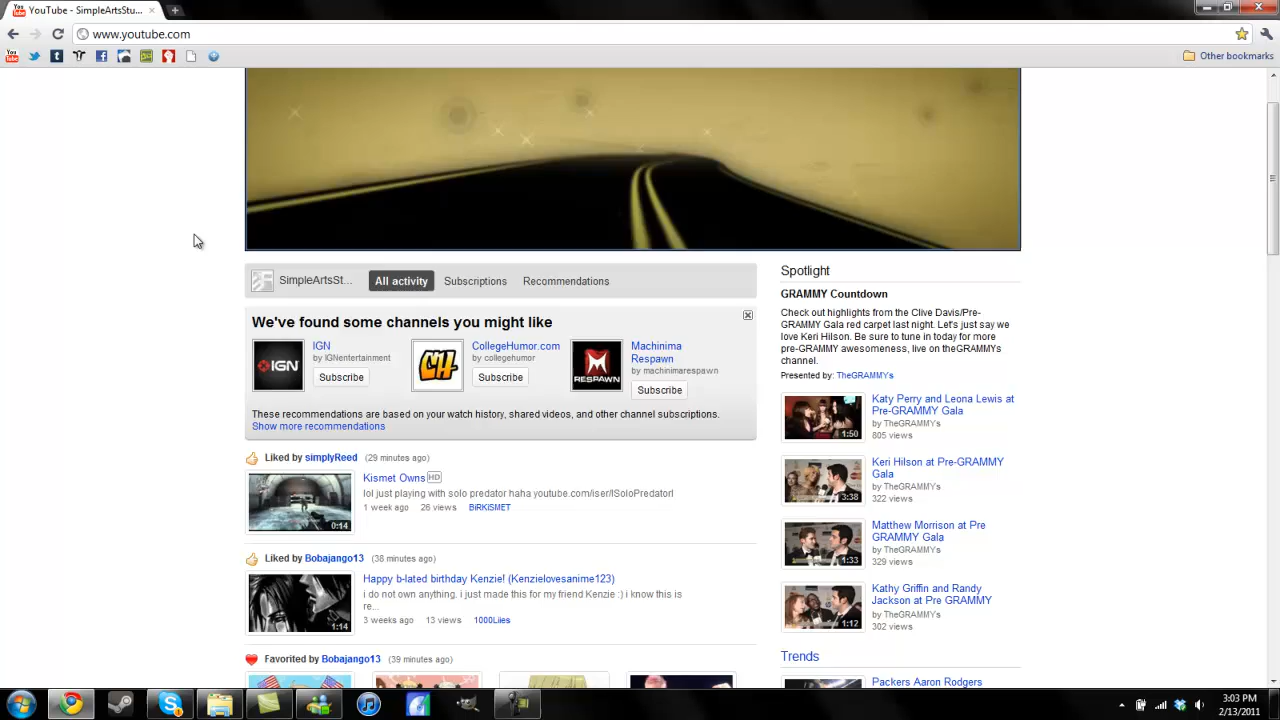 YouTube - SimpleArtsStu...
www.youtube.com
Other bookmarks
SimpleArtsSt...
All activity
Subscriptions
Recommendations
We've found some channels you might like
IGN
by IGNentertainment
Subscribe
CollegeHumor.com
by collegehumor
Subscribe
RESPAWN
Machinima
Respawn
by machinimarespawn
Subscribe
These recommendations are based on your watch history, shared videos, and other channel subscriptions.
Show more recommendations
Liked by simplyReed (29 minutes ago)
0:14
Kismet Owns HD
lol just playing with solo predator haha youtube.com/iser/ISoloPredatorl
1 week ago 26 views BiRKiSMET
Liked by Bobajango13 (38 minutes ago)
1:14
Happy b-lated birthday Kenzie! (Kenzielovesanime123)
i do not own anything. i just made this for my friend Kenzie :) i know this is
re...
3 weeks ago 13 views 1000Liies
Favorited by Bobajango13 (39 minutes ago)
Spotlight
GRAMMY Countdown
Check out highlights from the Clive Davis/Pre-
GRAMMY Gala red carpet last night. Let's just say we
love Keri Hilson. Be sure to tune in today for more
pre-GRAMMY awesomeness, live on theGRAMMYs
channel.
Presented by: TheGRAMMYs
1:50
Katy Perry and Leona Lewis at
Pre-GRAMMY Gala
by TheGRAMMYs
805 views
3:38
Keri Hilson at Pre-GRAMMY
Gala
by TheGRAMMYs
322 views
1:33
Matthew Morrison at Pre
GRAMMY Gala
by TheGRAMMYs
329 views
1:12
Kathy Griffin and Randy
Jackson at Pre GRAMMY
by TheGRAMMYs
302 views
Trends
Packers Aaron Rodgers
3:03 PM
2/13/2011